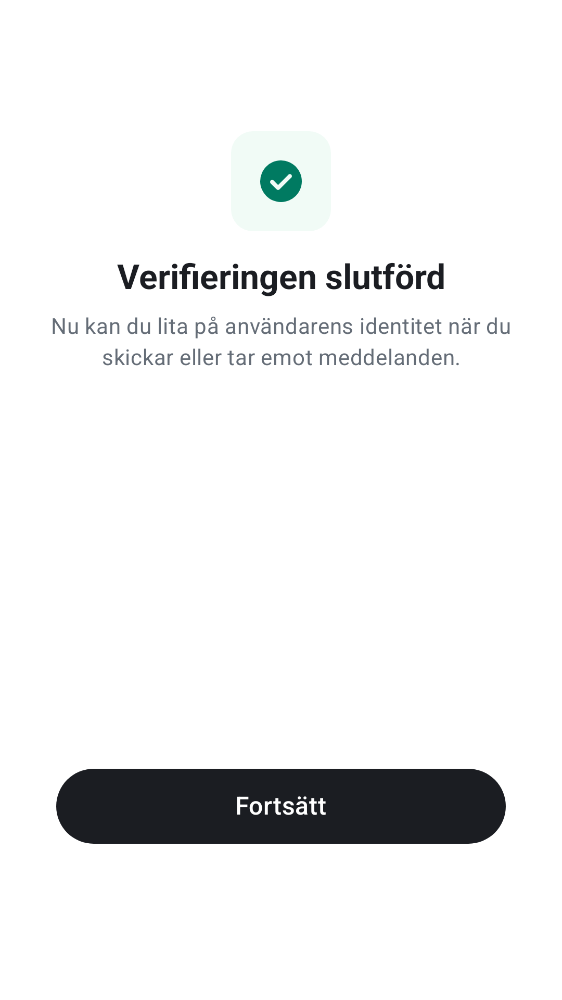 Verifieringen slutförd
Nu kan du lita på användarens identitet när du
skickar eller tar emot meddelanden.
Fortsätt